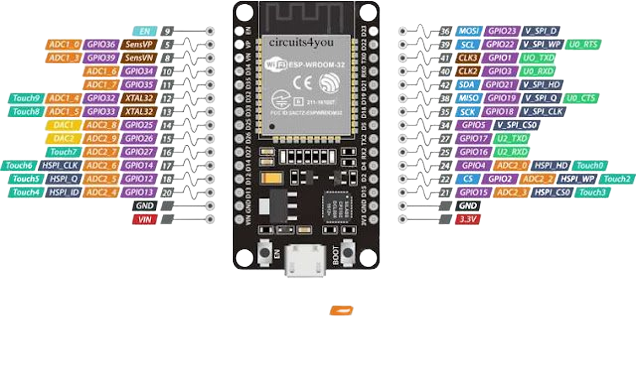 EN 9
ADC1_0 GPIO36 SensVP 5
ADC1_3 GPIO39 SensVN 8
ADC1_6 GPIO34 10
ADC1_7 GPIO35 11
Touch9 ADC1_4 GPIO32 XTAL32 12
Touch8 ADC1_5 GPIO33 XTAL32 13
DAC1 ADC2_8 GPIO25 14
DAC2 ADC2_9 GPIO26 15
Touch7 ADC2_7 GPIO27 16
Touch6 HSPI_CLK ADC2_6 GPIO14 17
Touch5 HSPI_Q ADC2_5 GPIO12 18
Touch4 HSPI_ID ADC2_4 GPIO13 20
GND
VIN
circuits4you
WiFi ESP-WROOM-32
EN
BOOT
36 MOSI GPIO23 V_SPI_D
39 SCL GPIO22 V_SPI_WP U0_RTS
41 CLK3 GPIO1 UO_TXD
40 CLK2 GPIO3 U0_RXD
42 SDA GPIO21 V_SPI_HD
38 MISO GPIO19 V_SPI_Q U0_CTS
35 SCK GPIO18 V_SPI_CLK
34 GPIO5 V_SPI_CS0
27 GPIO17 U2_TXD
25 GPIO16 U2_RXD
24 GPIO4 ADC2_0 HSPI_HD Touch0
22 CS GPIO2 ADC2_2 HSPI_WP Touch2
21 GPIO15 ADC2_3 HSPI_CS0 Touch3
GND
3.3V